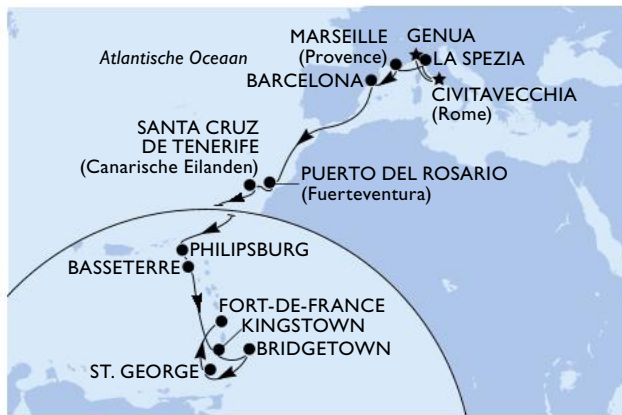 Atlantische Oceaan
MARSEILLE
(Provence)
GENUA
LA SPEZIA
BARCELONA
CIVITAVECCHIA
(Rome)
SANTA CRUZ
DE TENERIFE
(Canarische Eilanden)
PUERTO DEL ROSARIO
(Fuerteventura)
PHILIPSBURG
BASSETERRE
FORT-DE-FRANCE
KINGSTOWN
BRIDGETOWN
ST. GEORGE